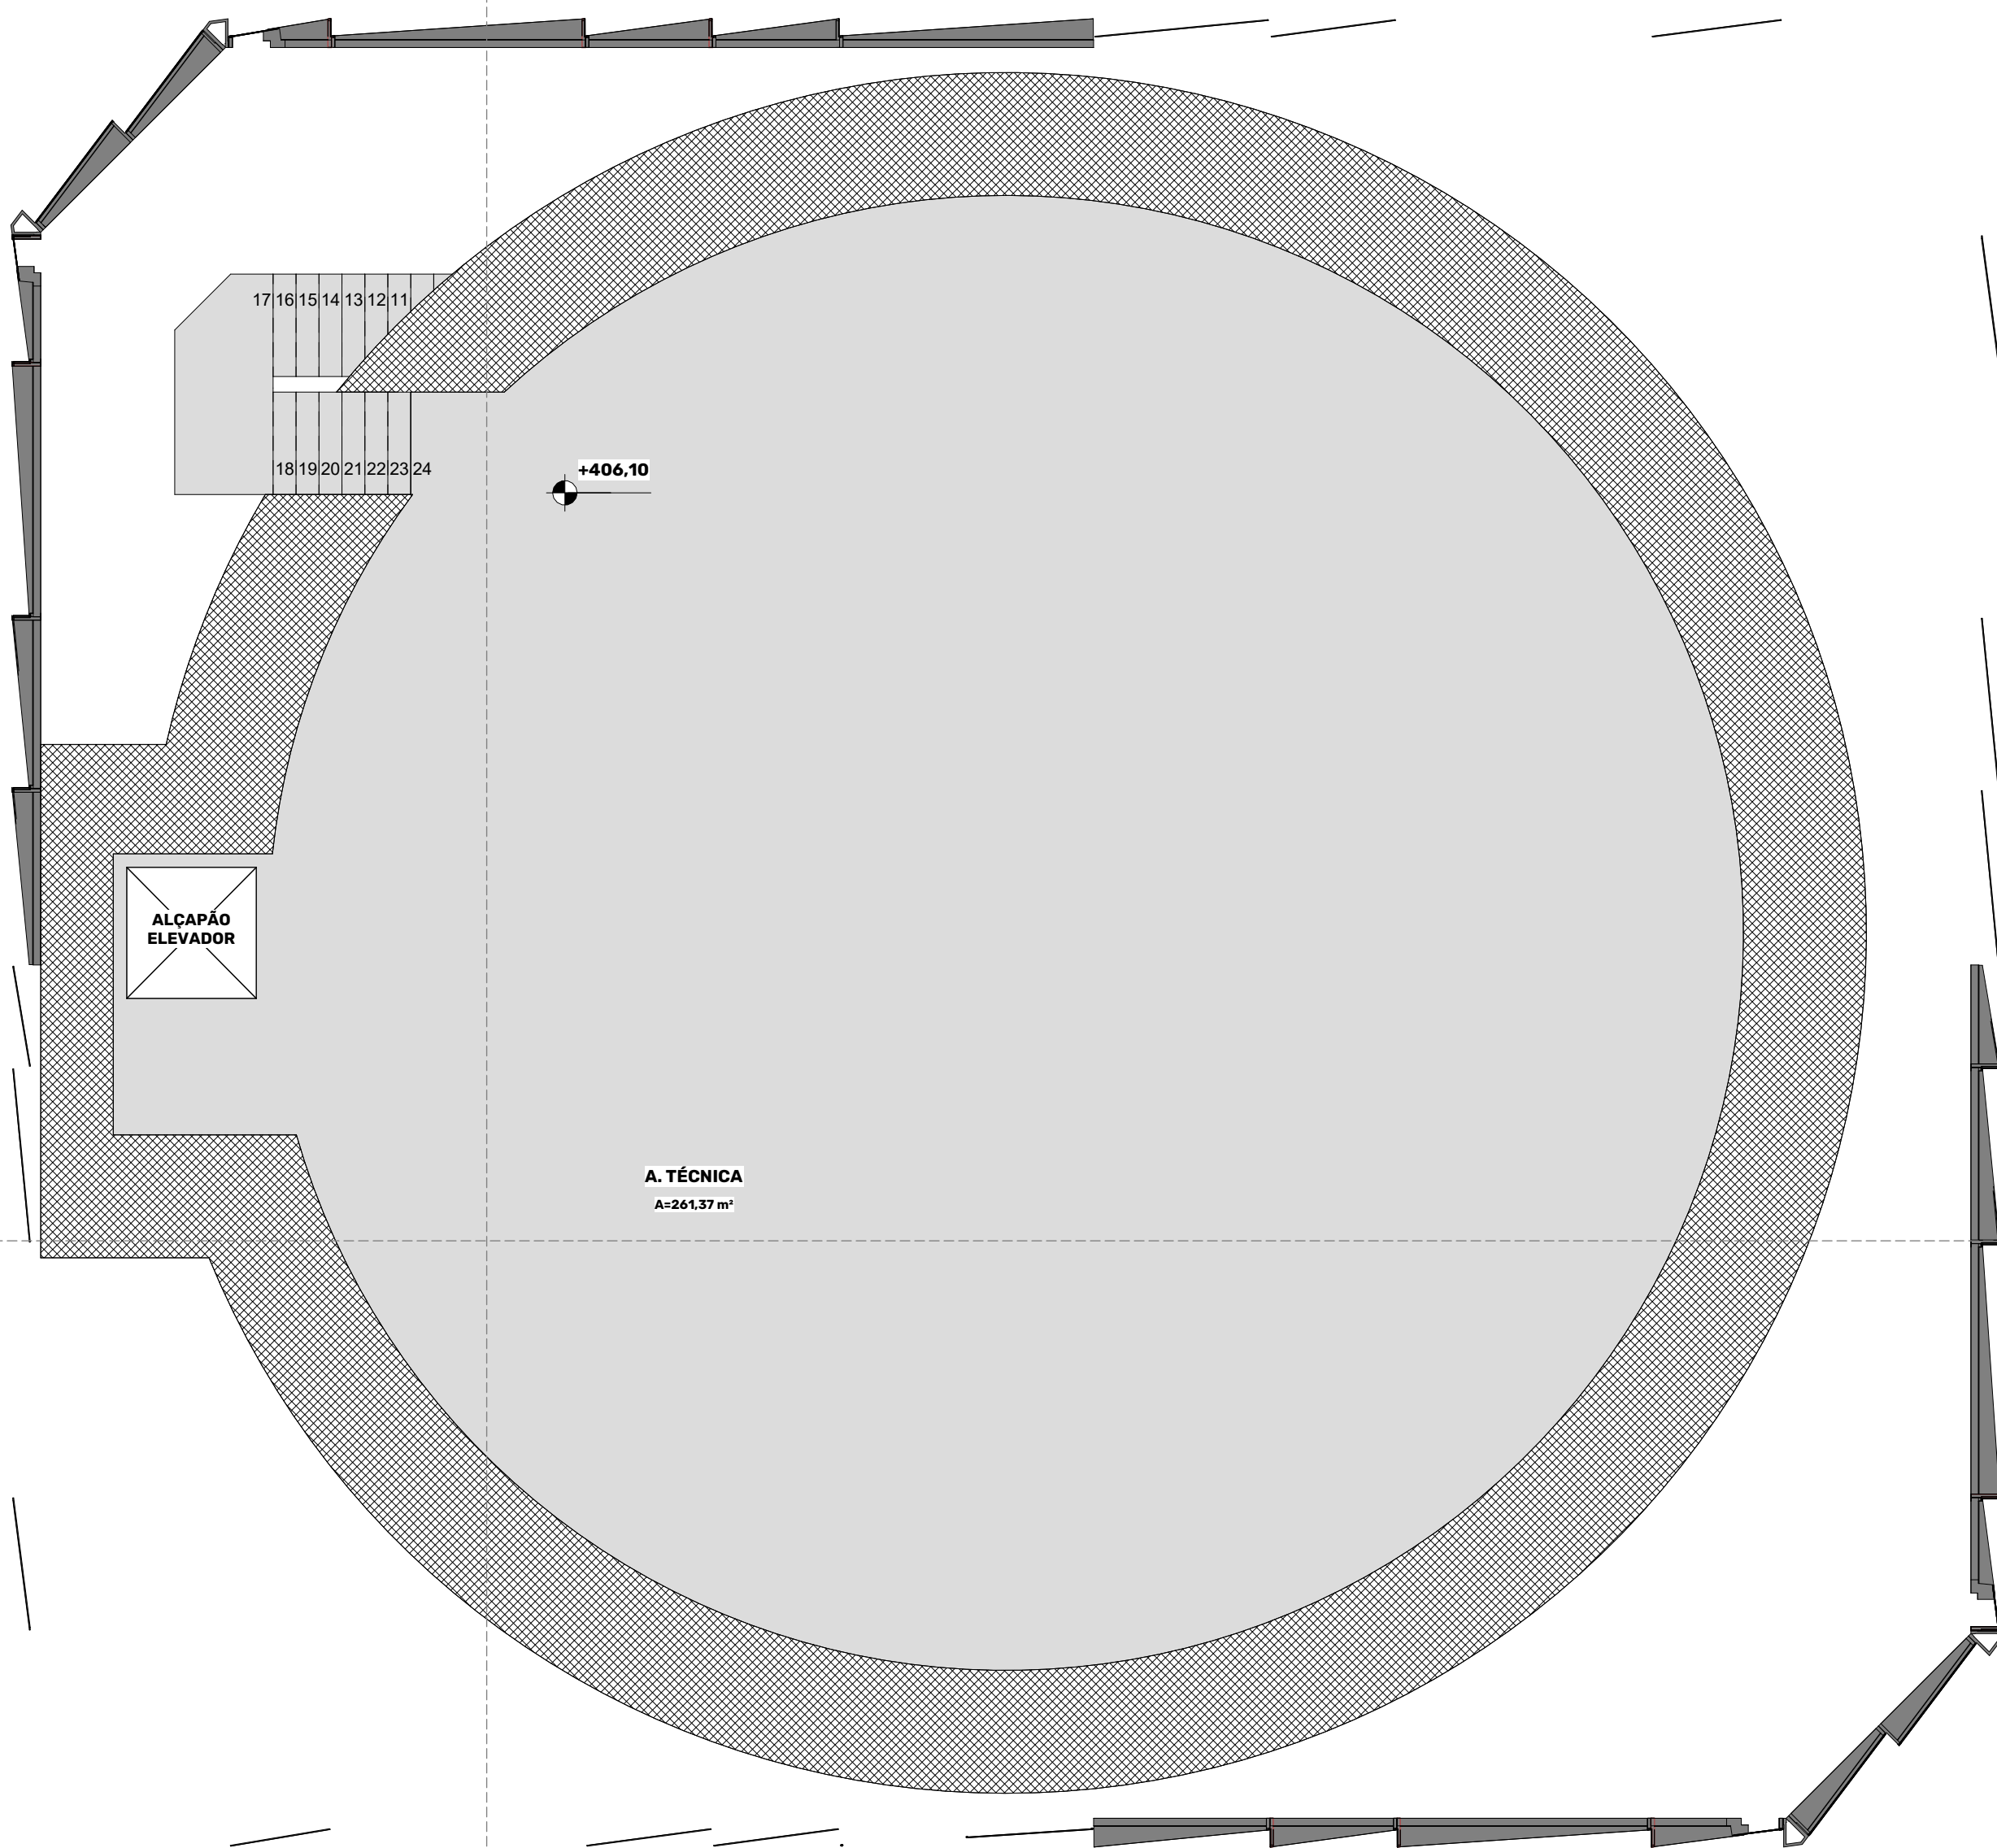 17 16 15 14 13 12 11
18 19 20 21 22 23 24
+406,10
ALÇAPÃO
ELEVADOR
A. TÉCNICA
A=261,37 m²